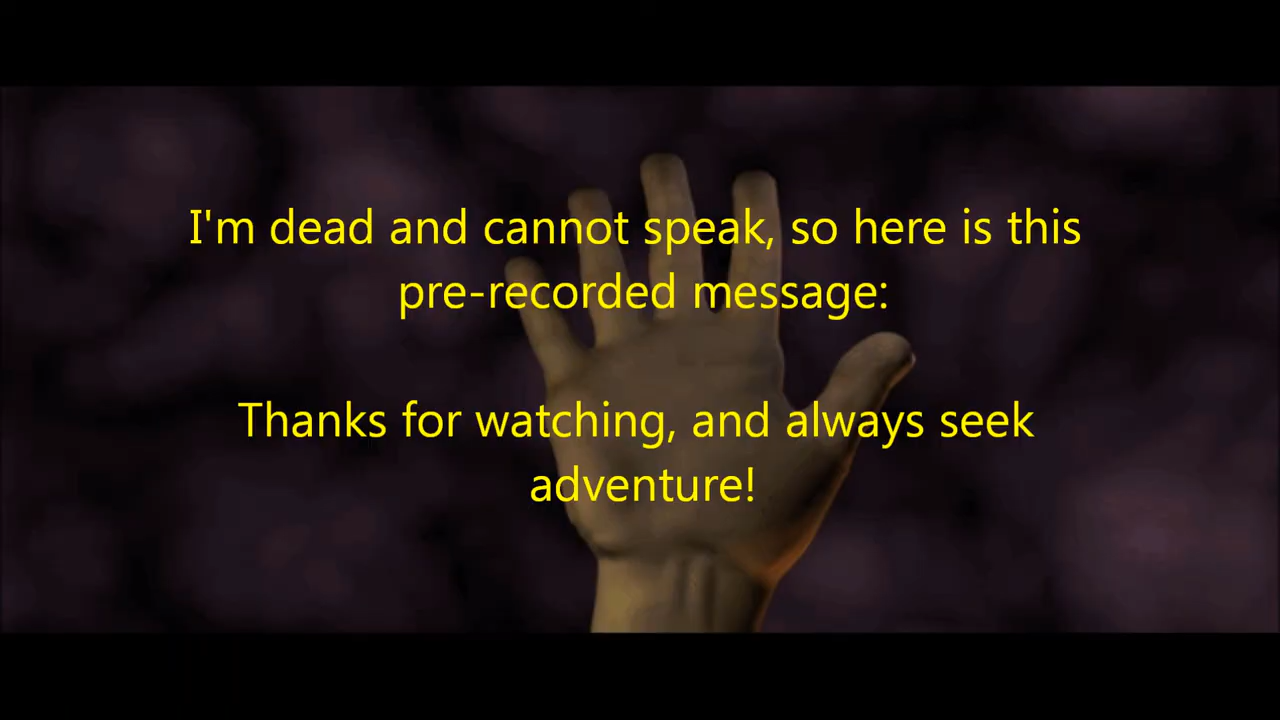 I'm dead and cannot speak, so here is this
pre-recorded message:
Thanks for watching, and always seek
adventure!